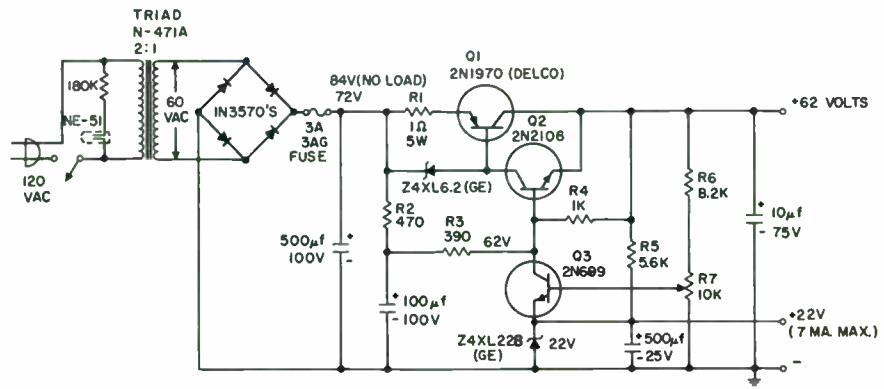 TRIAD
N-471A
2:1
180K
NE-51
120
VAC
60
VAC
IN3570'S
3A
3AG
FUSE
84V(NO LOAD)
72V
R1
1Ω
5W
Q1
2N1970 (DELCO)
Q2
2N2106
Z4XL6.2(GE)
R2
470
R3
390
62V
R4
1K
500µf
100V
+
-
+
100µf
-100V
Q3
2N699
Z4XL22B
(GE)
22V
R5
5.6K
+
500µf
-25V
R6
8.2K
R7
10K
+
10µf
- 75V
+62 VOLTS
+22V
(7 MA. MAX.)
-